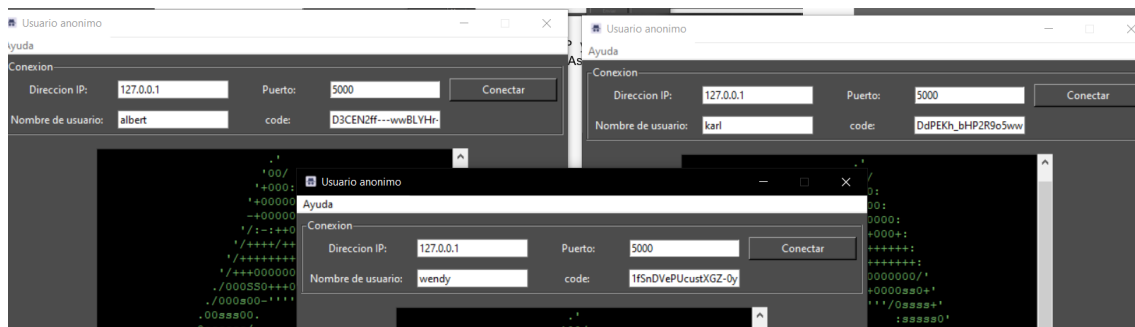 Usuario anonimo
Ayuda
Conexion
Direccion IP: 127.0.0.1 Puerto: 5000 Conectar
Nombre de usuario: albert code: D3CEN2ff---wwBLYHr-
Usuario anonimo
Ayuda
Conexion
Direccion IP: 127.0.0.1 Puerto: 5000 Conectar
Nombre de usuario: karl code: DdPEKh_bHP2R9o5ww
Usuario anonimo
Ayuda
Conexion
Direccion IP: 127.0.0.1 Puerto: 5000 Conectar
Nombre de usuario: wendy code: 1fSnDVePUcustXGZ-0y